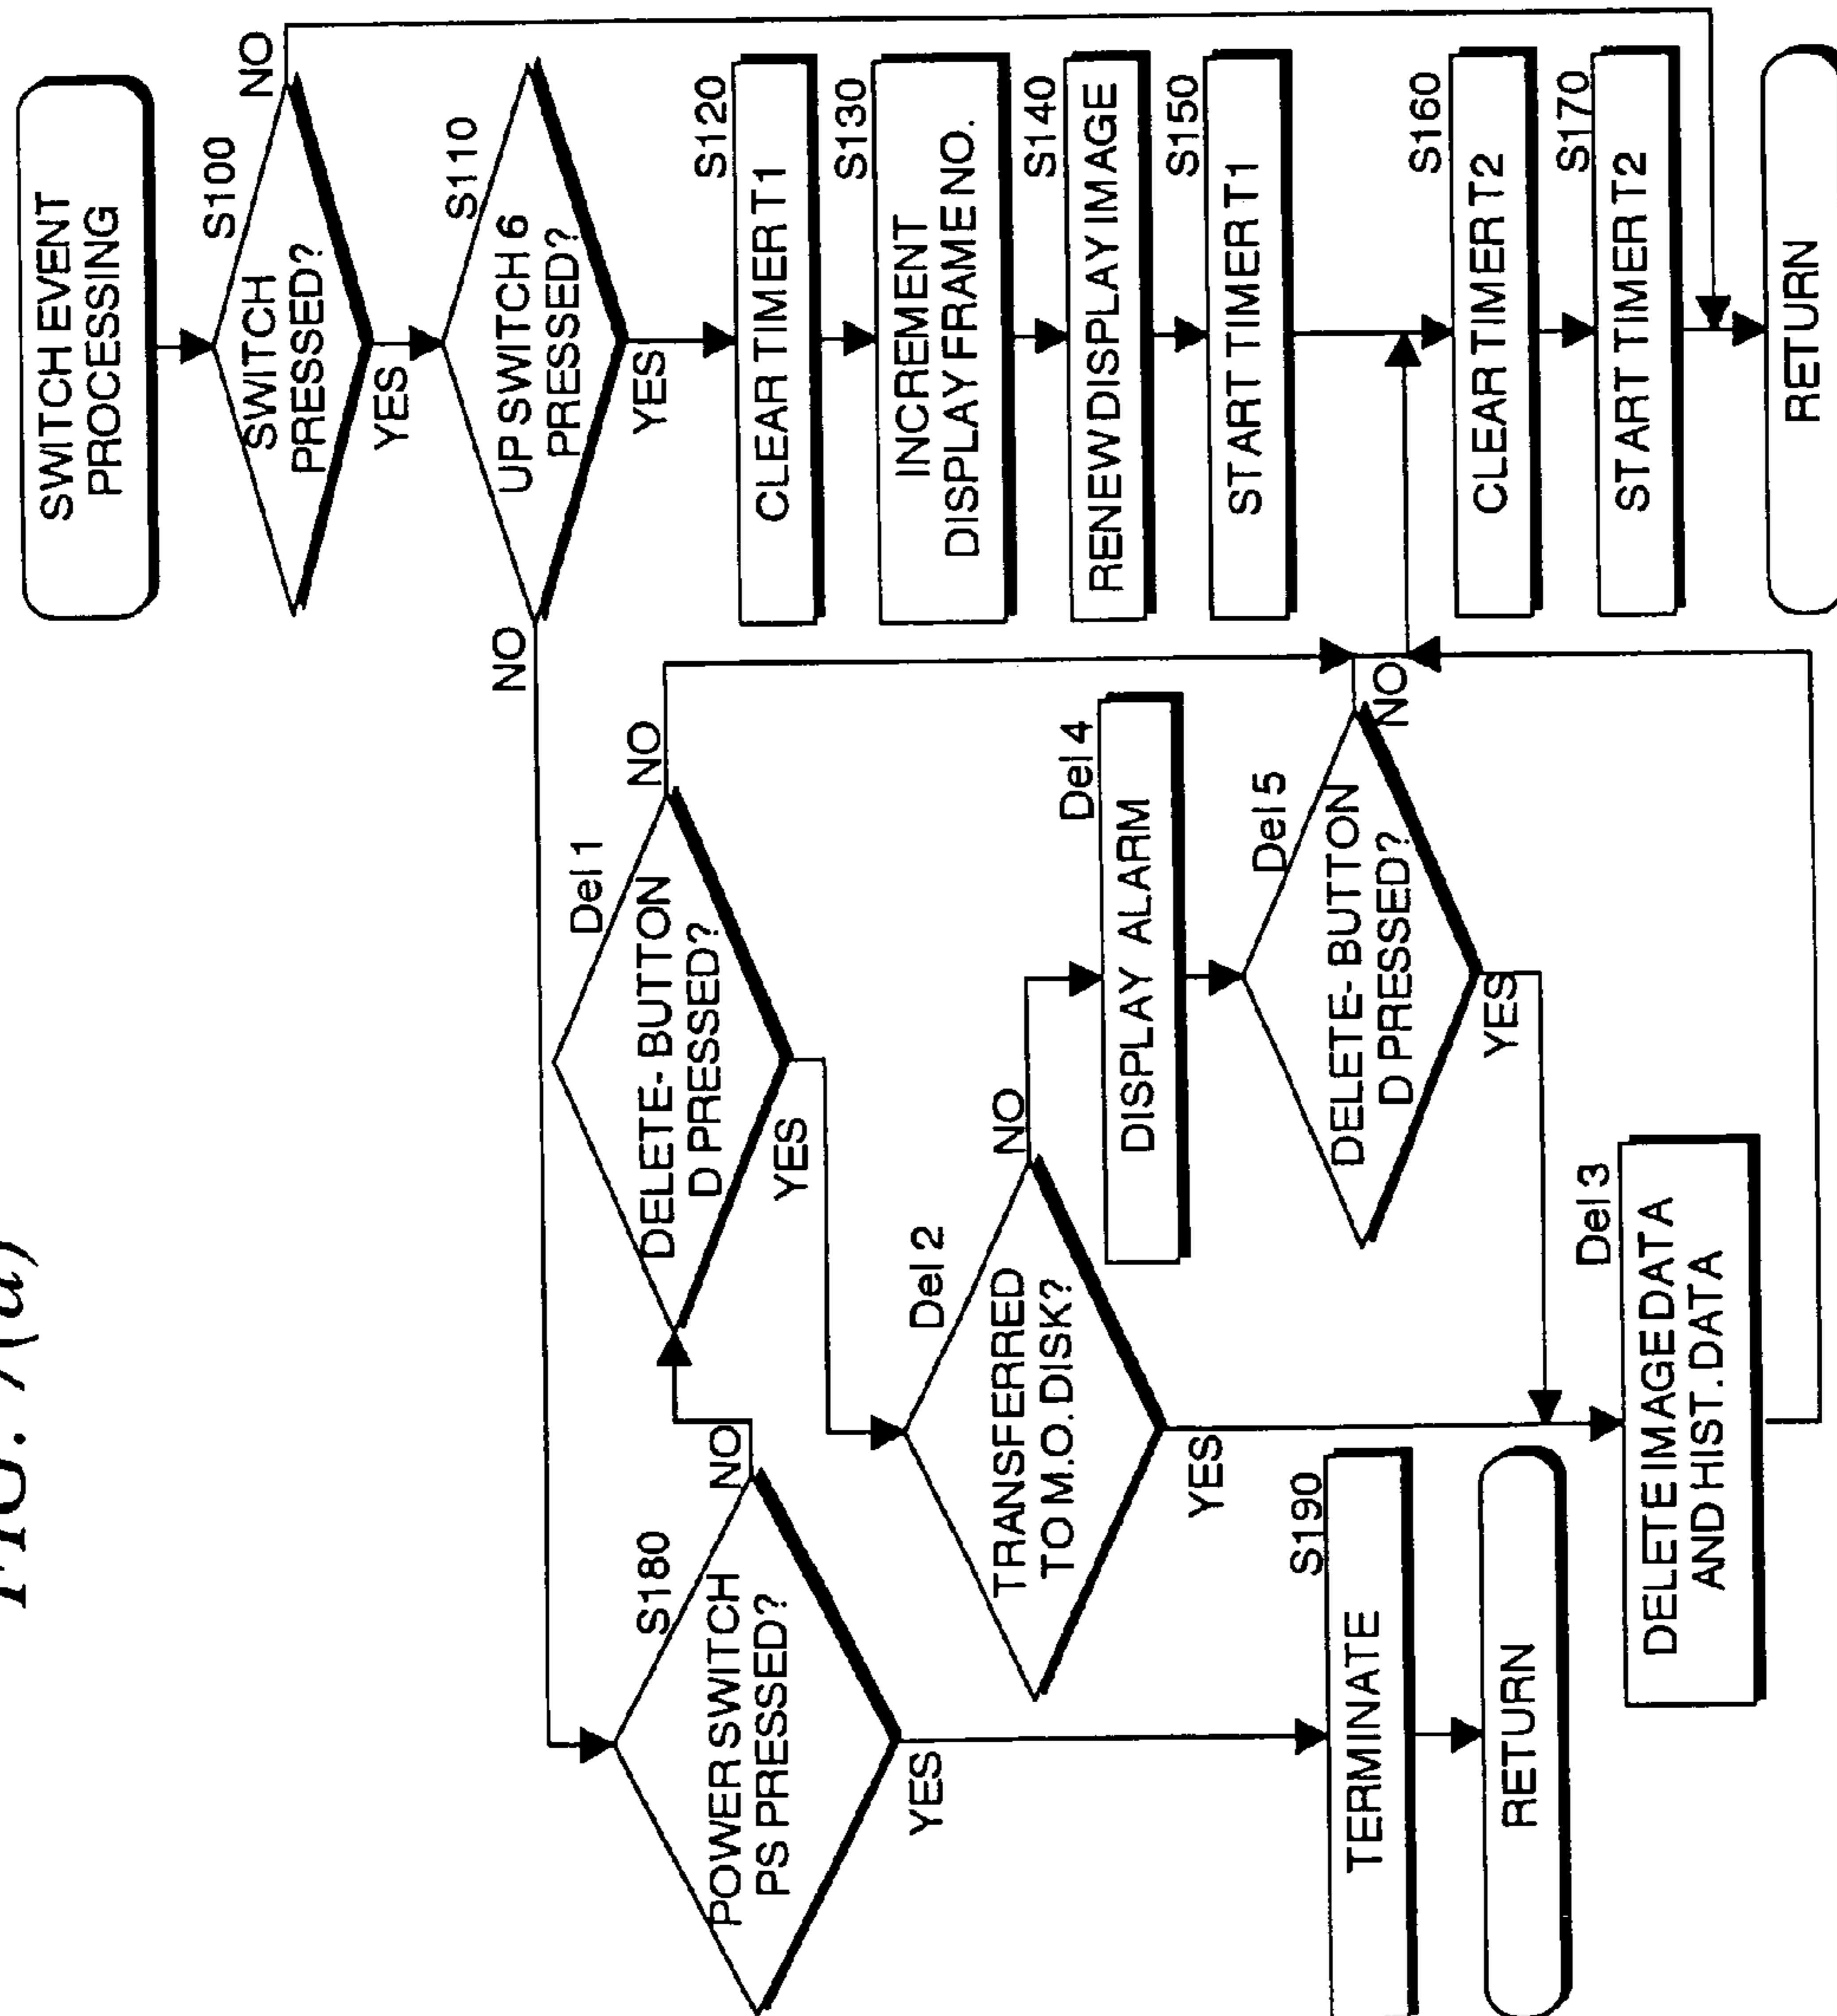 FIG. 7(a)
SWITCH EVENT
PROCESSING
S100
SWITCH
PRESSED?
NO
YES
S110
UP SWITCH 6
PRESSED?
NO
YES
S120
CLEAR TIMER T1
S130
INCREMENT
DISPLAY FRAME NO.
S140
RENEW DISPLAY IMAGE
S150
START TIMER T1
S160
CLEAR TIMER T2
S170
START TIMER T2
RETURN
S180
POWER SWITCH
PS PRESSED?
NO
YES
S190
TERMINATE
RETURN
Del 1
DELETE-BUTTON
D PRESSED?
NO
YES
Del 2
TRANSFERRED
TO M.O. DISK?
NO
YES
Del 4
DISPLAY ALARM
Del 5
DELETE-BUTTON
D PRESSED?
NO
YES
Del 3
DELETE IMAGE DATA
AND HIST. DATA